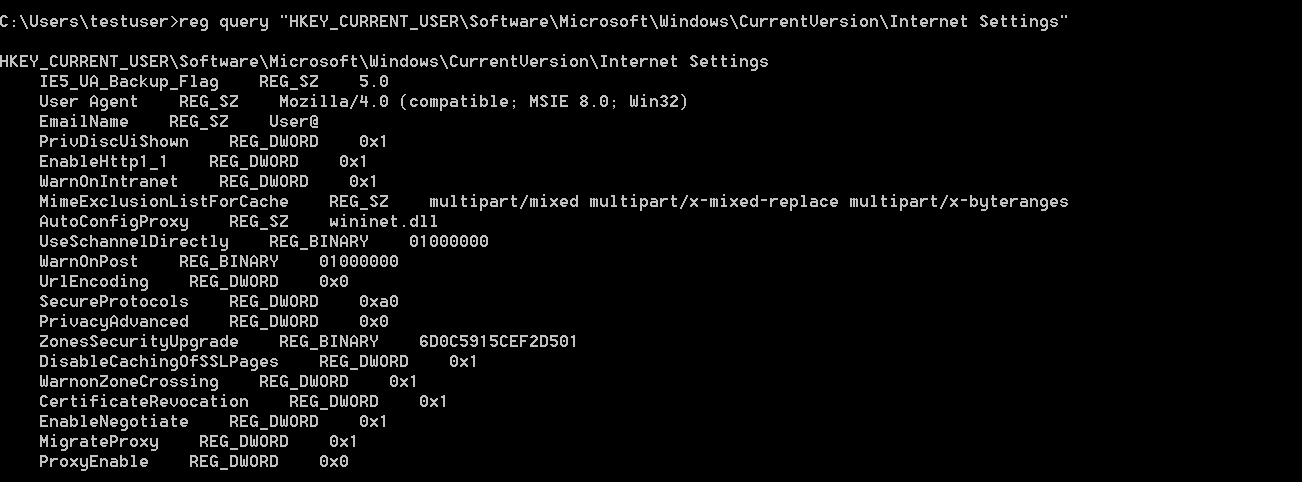 C:\Users\testuser>reg query "HKEY_CURRENT_USER\Software\Microsoft\Windows\CurrentVersion\Internet Settings"
HKEY_CURRENT_USER\Software\Microsoft\Windows\CurrentVersion\Internet Settings
IE5_UA_Backup_Flag    REG_SZ    5.0
User Agent    REG_SZ    Mozilla/4.0 (compatible; MSIE 8.0; Win32)
EmailName    REG_SZ    User@
PrivDiscUiShown    REG_DWORD    0x1
EnableHttp1_1    REG_DWORD    0x1
WarnOnIntranet    REG_DWORD    0x1
MimeExclusionListForCache    REG_SZ    multipart/mixed multipart/x-mixed-replace multipart/x-byteranges
AutoConfigProxy    REG_SZ    wininet.dll
UseSchannelDirectly    REG_BINARY    01000000
WarnOnPost    REG_BINARY    01000000
UrlEncoding    REG_DWORD    0x0
SecureProtocols    REG_DWORD    0xa0
PrivacyAdvanced    REG_DWORD    0x0
ZonesSecurityUpgrade    REG_BINARY    6D0C5915CEF2D501
DisableCachingOfSSLPages    REG_DWORD    0x1
WarnonZoneCrossing    REG_DWORD    0x1
CertificateRevocation    REG_DWORD    0x1
EnableNegotiate    REG_DWORD    0x1
MigrateProxy    REG_DWORD    0x1
ProxyEnable    REG_DWORD    0x0